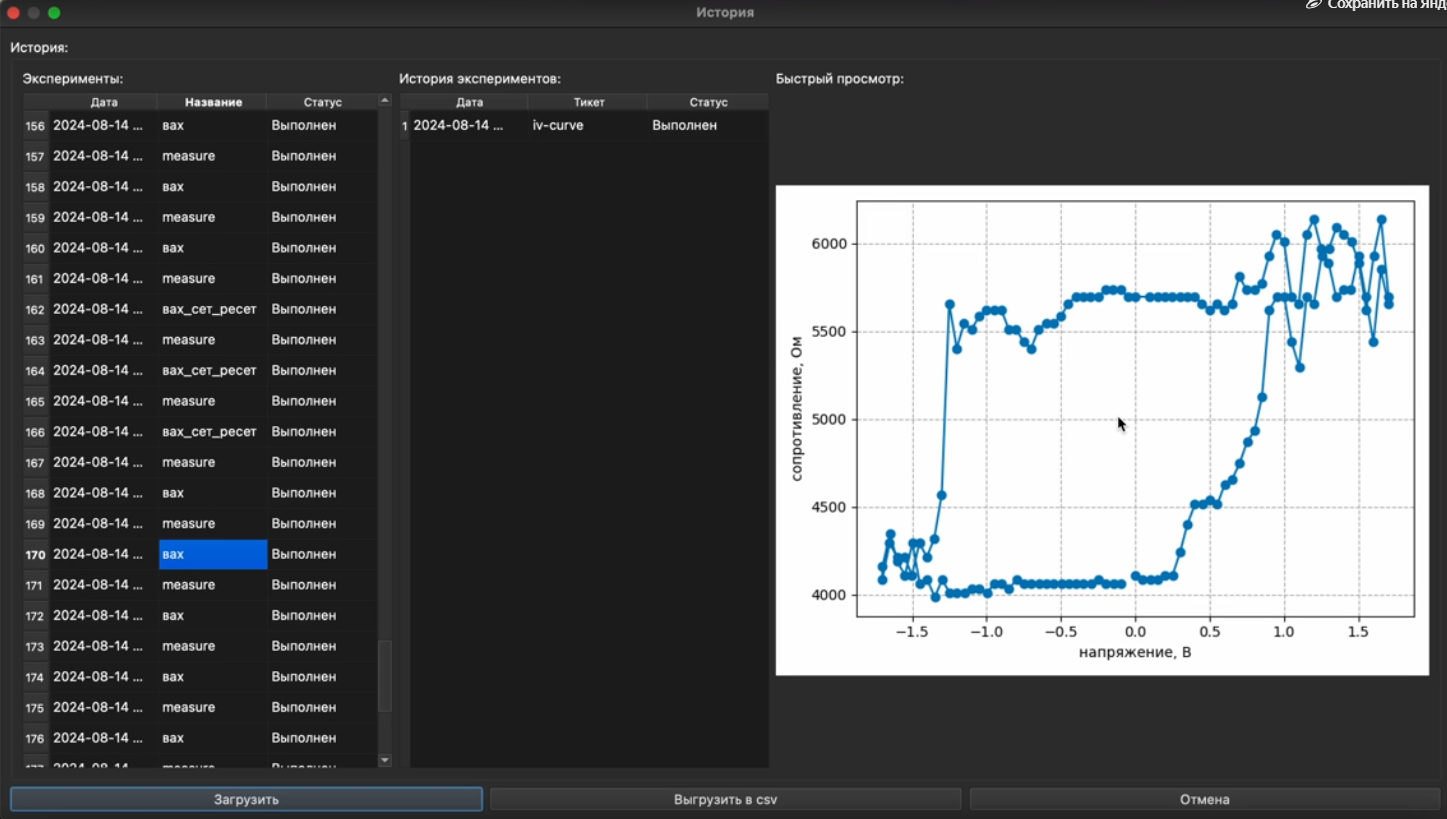 История
Сохранить на Янд
История:
Эксперименты:
История экспериментов:
Быстрый просмотр:
Дата Название Статус
Дата Тикет Статус
156 2024-08-14 ... вах Выполнен
1 2024-08-14 ... iv-curve Выполнен
157 2024-08-14 ... measure Выполнен
158 2024-08-14 ... вах Выполнен
159 2024-08-14 ... measure Выполнен
160 2024-08-14 ... вах Выполнен
161 2024-08-14 ... measure Выполнен
162 2024-08-14 ... вах_сет_ресет Выполнен
163 2024-08-14 ... measure Выполнен
164 2024-08-14 ... вах_сет_ресет Выполнен
165 2024-08-14 ... measure Выполнен
166 2024-08-14 ... вах_сет_ресет Выполнен
167 2024-08-14 ... measure Выполнен
168 2024-08-14 ... вах Выполнен
169 2024-08-14 ... measure Выполнен
170 2024-08-14 ... вах Выполнен
171 2024-08-14 ... measure Выполнен
172 2024-08-14 ... вах Выполнен
173 2024-08-14 ... measure Выполнен
174 2024-08-14 ... вах Выполнен
175 2024-08-14 ... measure Выполнен
176 2024-08-14 ... вах Выполнен
6000
5500
5000
4500
4000
сопротивление, Ом
−1.5 −1.0 −0.5 0.0 0.5 1.0 1.5
напряжение, В
Загрузить
Выгрузить в csv
Отмена